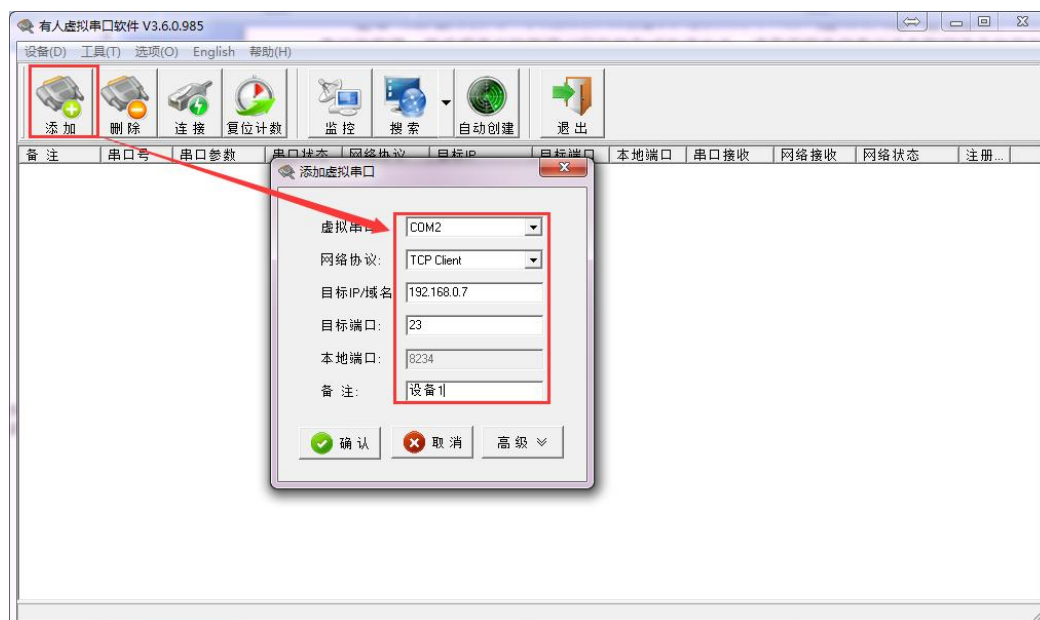 有人虚拟串口软件 V3.6.0.985
设备(D) 工具(T) 选项(O) English 帮助(H)
添 加 删 除 连 接 复位计数 监 控 搜 索 自动创建 退 出
备 注 串口号 串口参数 串口状态 网络协议 目标IP 目标端口 本地端口 串口接收 网络接收 网络状态 注册...
添加虚拟串口
虚拟串口: COM2
网络协议: TCP Client
目标IP/域名 192.168.0.7
目标端口: 23
本地端口: 8234
备 注: 设备1
确 认 取 消 高 级